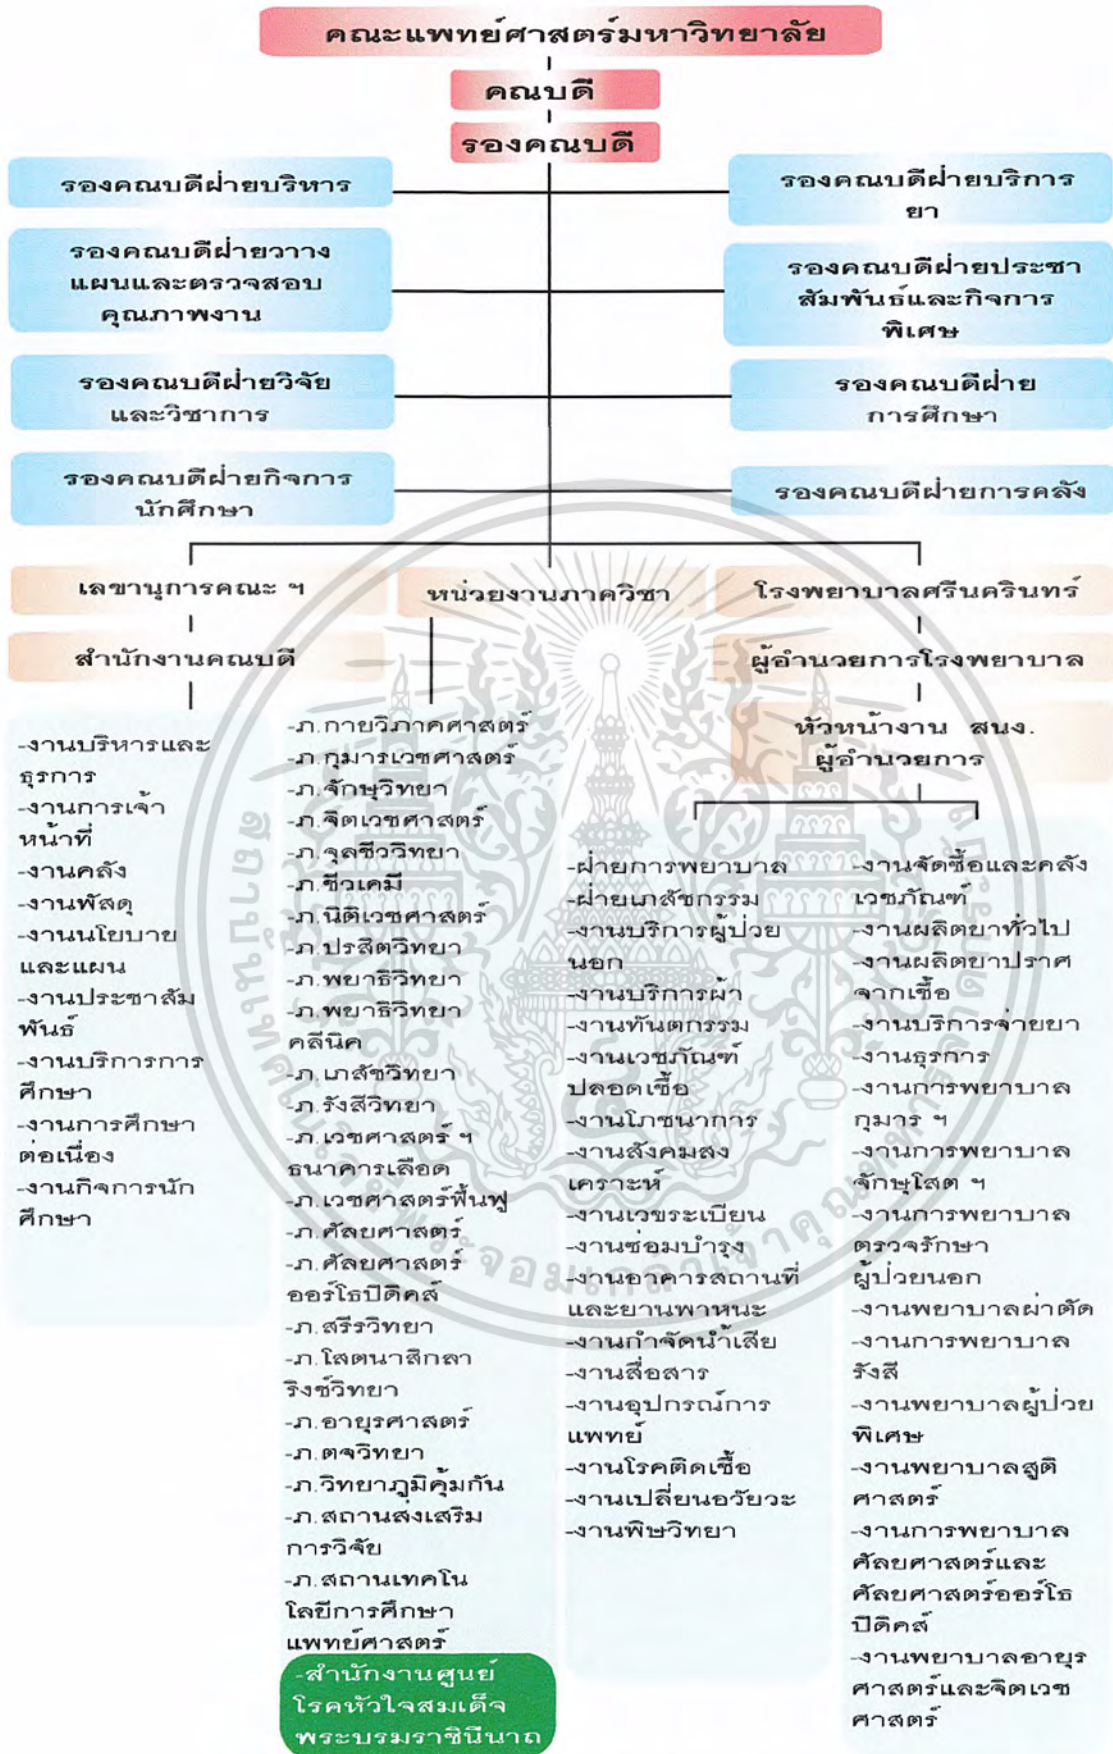 คณะแพทย์ศาสตร์มหาวิทยาลัย
คณบดี
รองคณบดี
รองคณบดีฝ่ายบริหาร
รองคณบดีฝ่ายบริการ
ยา
รองคณบดีฝ่ายวาาง
แผนและตรวจสอบ
คุณภาพงาน
รองคณบดีฝ่ายประชา
สัมพันธ์และกิจการ
พิเศษ
รองคณบดีฝ่ายวิจัย
และวิชาการ
รองคณบดีฝ่าย
การศึกษา
รองคณบดีฝ่ายกิจการ
นักศึกษา
รองคณบดีฝ่ายการคลัง
เลขานุการคณะ ฯ
หน่วยงานภาควิชา
โรงพยาบาลศรีนครินทร์
สำนักงานคณบดี
ผู้อำนวยการโรงพยาบาล
หัวหน้างาน สนง.
ผู้อำนวยการ
-งานบริหารและ
ธุรการ
-งานการเจ้า
หน้าที่
-งานคลัง
-งานพัสดุ
-งานนโยบาย
และแผน
-งานประชาสัม
พันธ์
-งานบริการการ
ศึกษา
-งานการศึกษา
ต่อเนื่อง
-งานกิจการนัก
ศึกษา
-ภ.กายวิภาคศาสตร์
-ภ.กุมารเวชศาสตร์
-ภ.จักษุวิทยา
-ภ.จิตเวชศาสตร์
-ภ.จุลชีววิทยา
-ภ.ชีวเคมี
-ภ.นิติเวชศาสตร์
-ภ.ปรสิตวิทยา
-ภ.พยาธิวิทยา
-ภ.พยาธิวิทยา
คลีนิค
-ภ.เภสัชวิทยา
-ภ.รังสีวิทยา
-ภ.เวชศาสตร์ ฯ
ธนาคารเลือด
-ภ.เวชศาสตร์ฟื้นฟู
-ภ.ศัลยศาสตร์
-ภ.ศัลยศาสตร์
ออร์โธปิดิคส์
-ภ.สรีรวิทยา
-ภ.โสตนาสิกลา
ริงซ์วิทยา
-ภ.อายุรศาสตร์
-ภ.ตจวิทยา
-ภ.วิทยาภูมิคุ้มกัน
-ภ.สถานส่งเสริม
การวิจัย
-ภ.สถานเทคโน
โลยีการศึกษา
แพทย์ศาสตร์
-สำนักงานศูนย์
โรคหัวใจสมเด็จ
พระบรมราชินีนาถ
-ฝ่ายการพยาบาล
-ฝ่ายเภสัชกรรม
-งานบริการผู้ป่วย
นอก
-งานบริการผ้า
-งานทันตกรรม
-งานเวชภัณฑ์
ปลอดเชื้อ
-งานโภชนาการ
-งานสังคมสง
เคราะห์
-งานเวชระเบียน
-งานซ่อมบำรุง
-งานอาคารสถานที่
และยานพาหนะ
-งานกำจัดน้ำเสีย
-งานสื่อสาร
-งานอุปกรณ์การ
แพทย์
-งานโรคติดเชื้อ
-งานเปลี่ยนอวัยวะ
-งานพิษวิทยา
-งานจัดซื้อและคลัง
เวชภัณฑ์
-งานผลิตยาทั่วไป
-งานผลิตยาปราศ
จากเชื้อ
-งานบริการจ่ายยา
-งานธุรการ
-งานการพยาบาล
กุมาร ฯ
-งานการพยาบาล
จักษุโสต ฯ
-งานการพยาบาล
ตรวจรักษา
ผู้ป่วยนอก
-งานพยาบาลผ่าตัด
-งานการพยาบาล
รังสี
-งานพยาบาลผู้ป่วย
พิเศษ
-งานพยาบาลสูติ
ศาสตร์
-งานการพยาบาล
ศัลยศาสตร์และ
ศัลยศาสตร์ออร์โธ
ปิดิคส์
-งานพยาบาลอายุร
ศาสตร์และจิตเวช
ศาสตร์